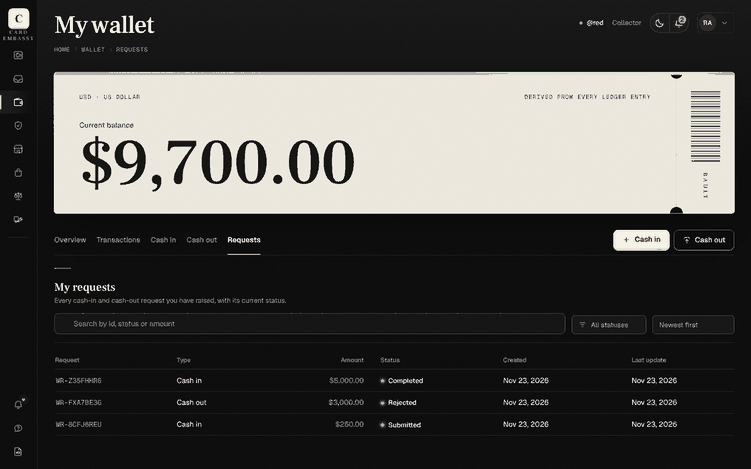 C
CARD
EMBASSY
My wallet
@red Collector
2
RA
HOME WALLET REQUESTS
USD · US DOLLAR
DERIVED FROM EVERY LEDGER ENTRY
Current balance
$9,700.00
VAULT
Overview Transactions Cash in Cash out Requests
+ Cash in
Cash out
My requests
Every cash-in and cash-out request you have raised, with its current status.
Search by id, status or amount
All statuses
Newest first
Request Type Amount Status Created Last update
Cash in $5,000.00 Completed Nov 23, 2026 Nov 23, 2026
WR-FXA7BE3G Cash out $3,000.00 Rejected Nov 23, 2026 Nov 23, 2026
WR-8CFJ6REU Cash in $250.00 Submitted Nov 23, 2026 Nov 23, 2026